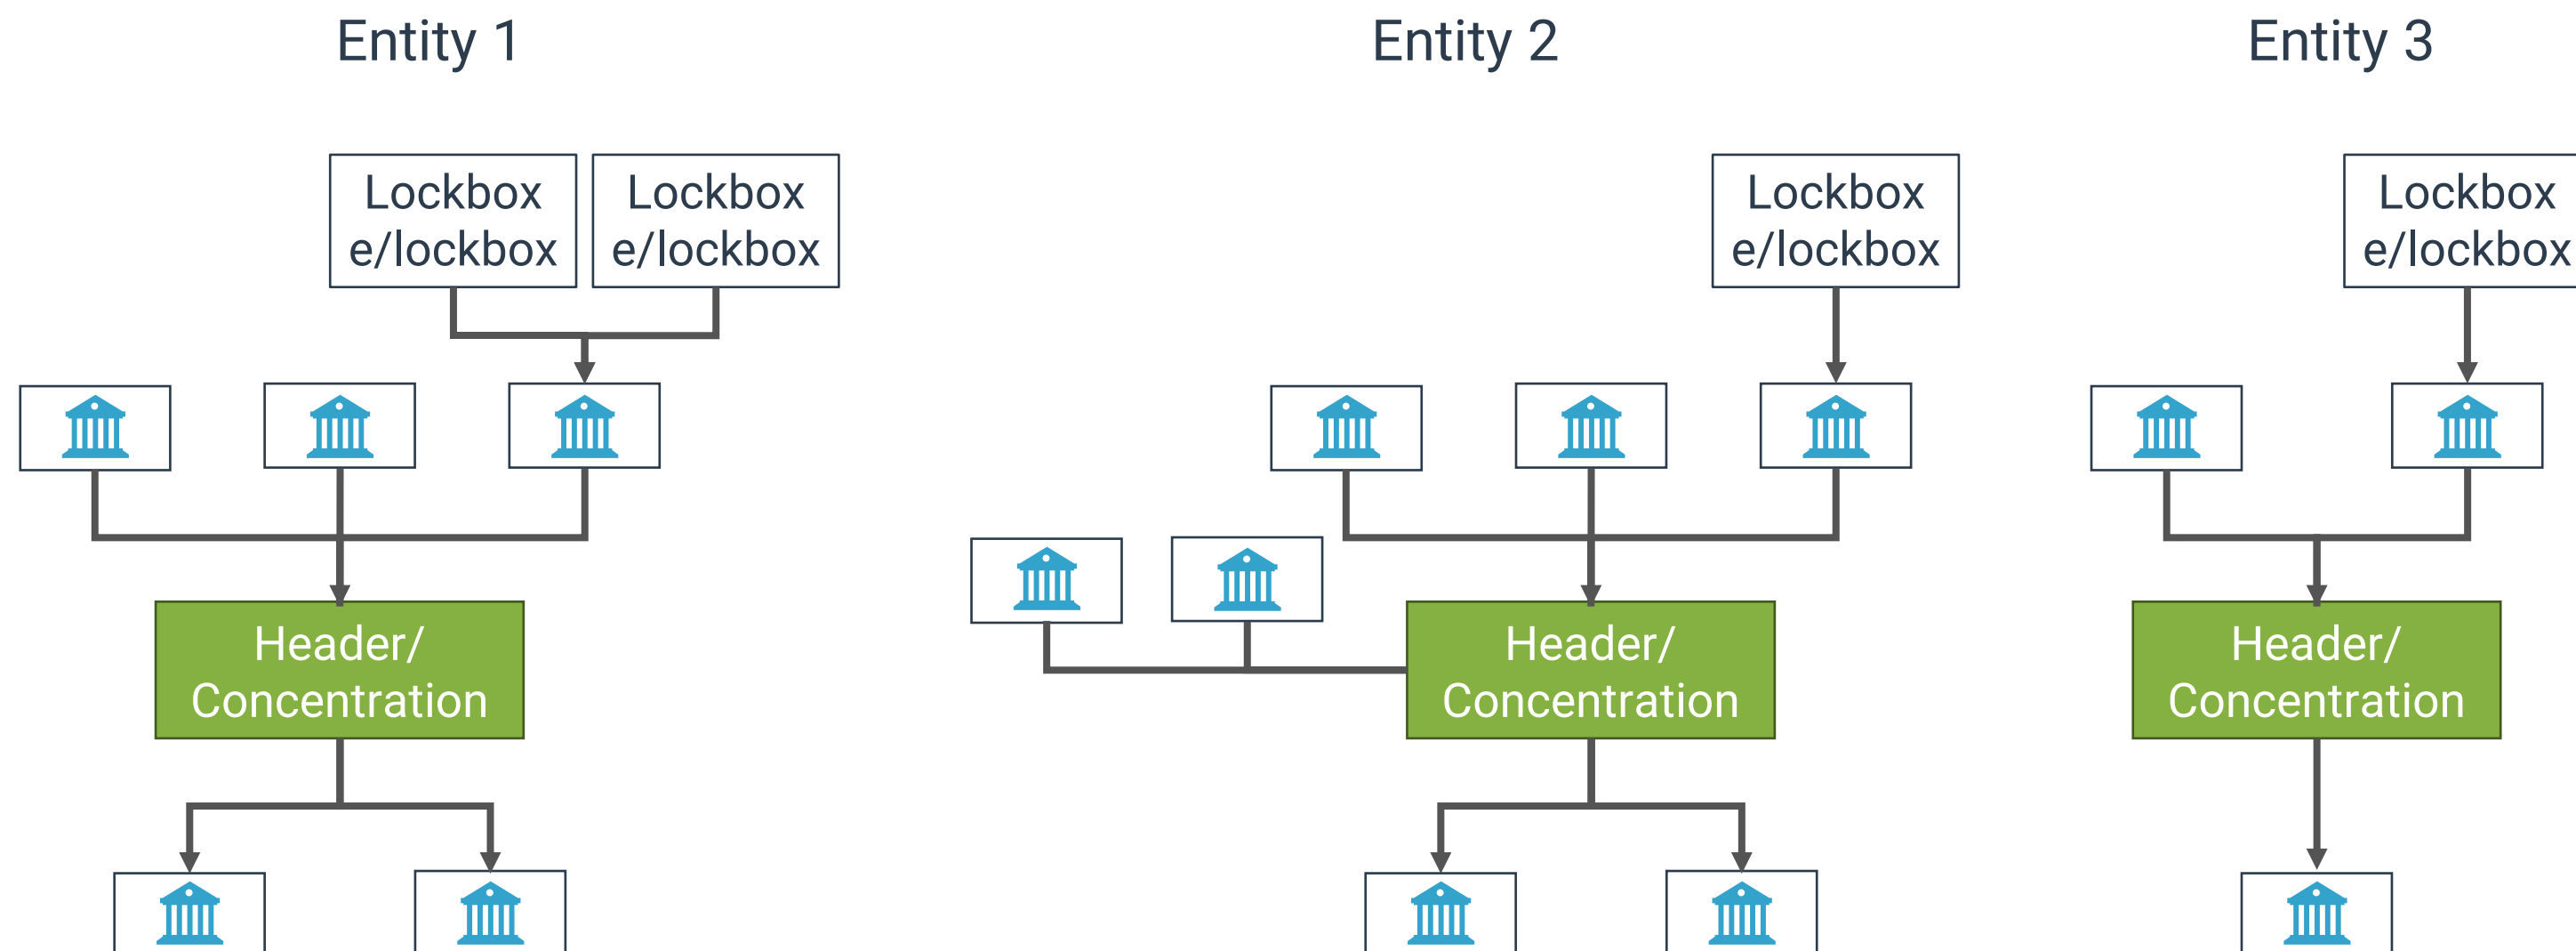 Entity 1
Entity 2
Entity 3
Lockbox
e/lockbox
Lockbox
e/lockbox
Lockbox
e/lockbox
Lockbox
e/lockbox
Header/
Concentration
Header/
Concentration
Header/
Concentration